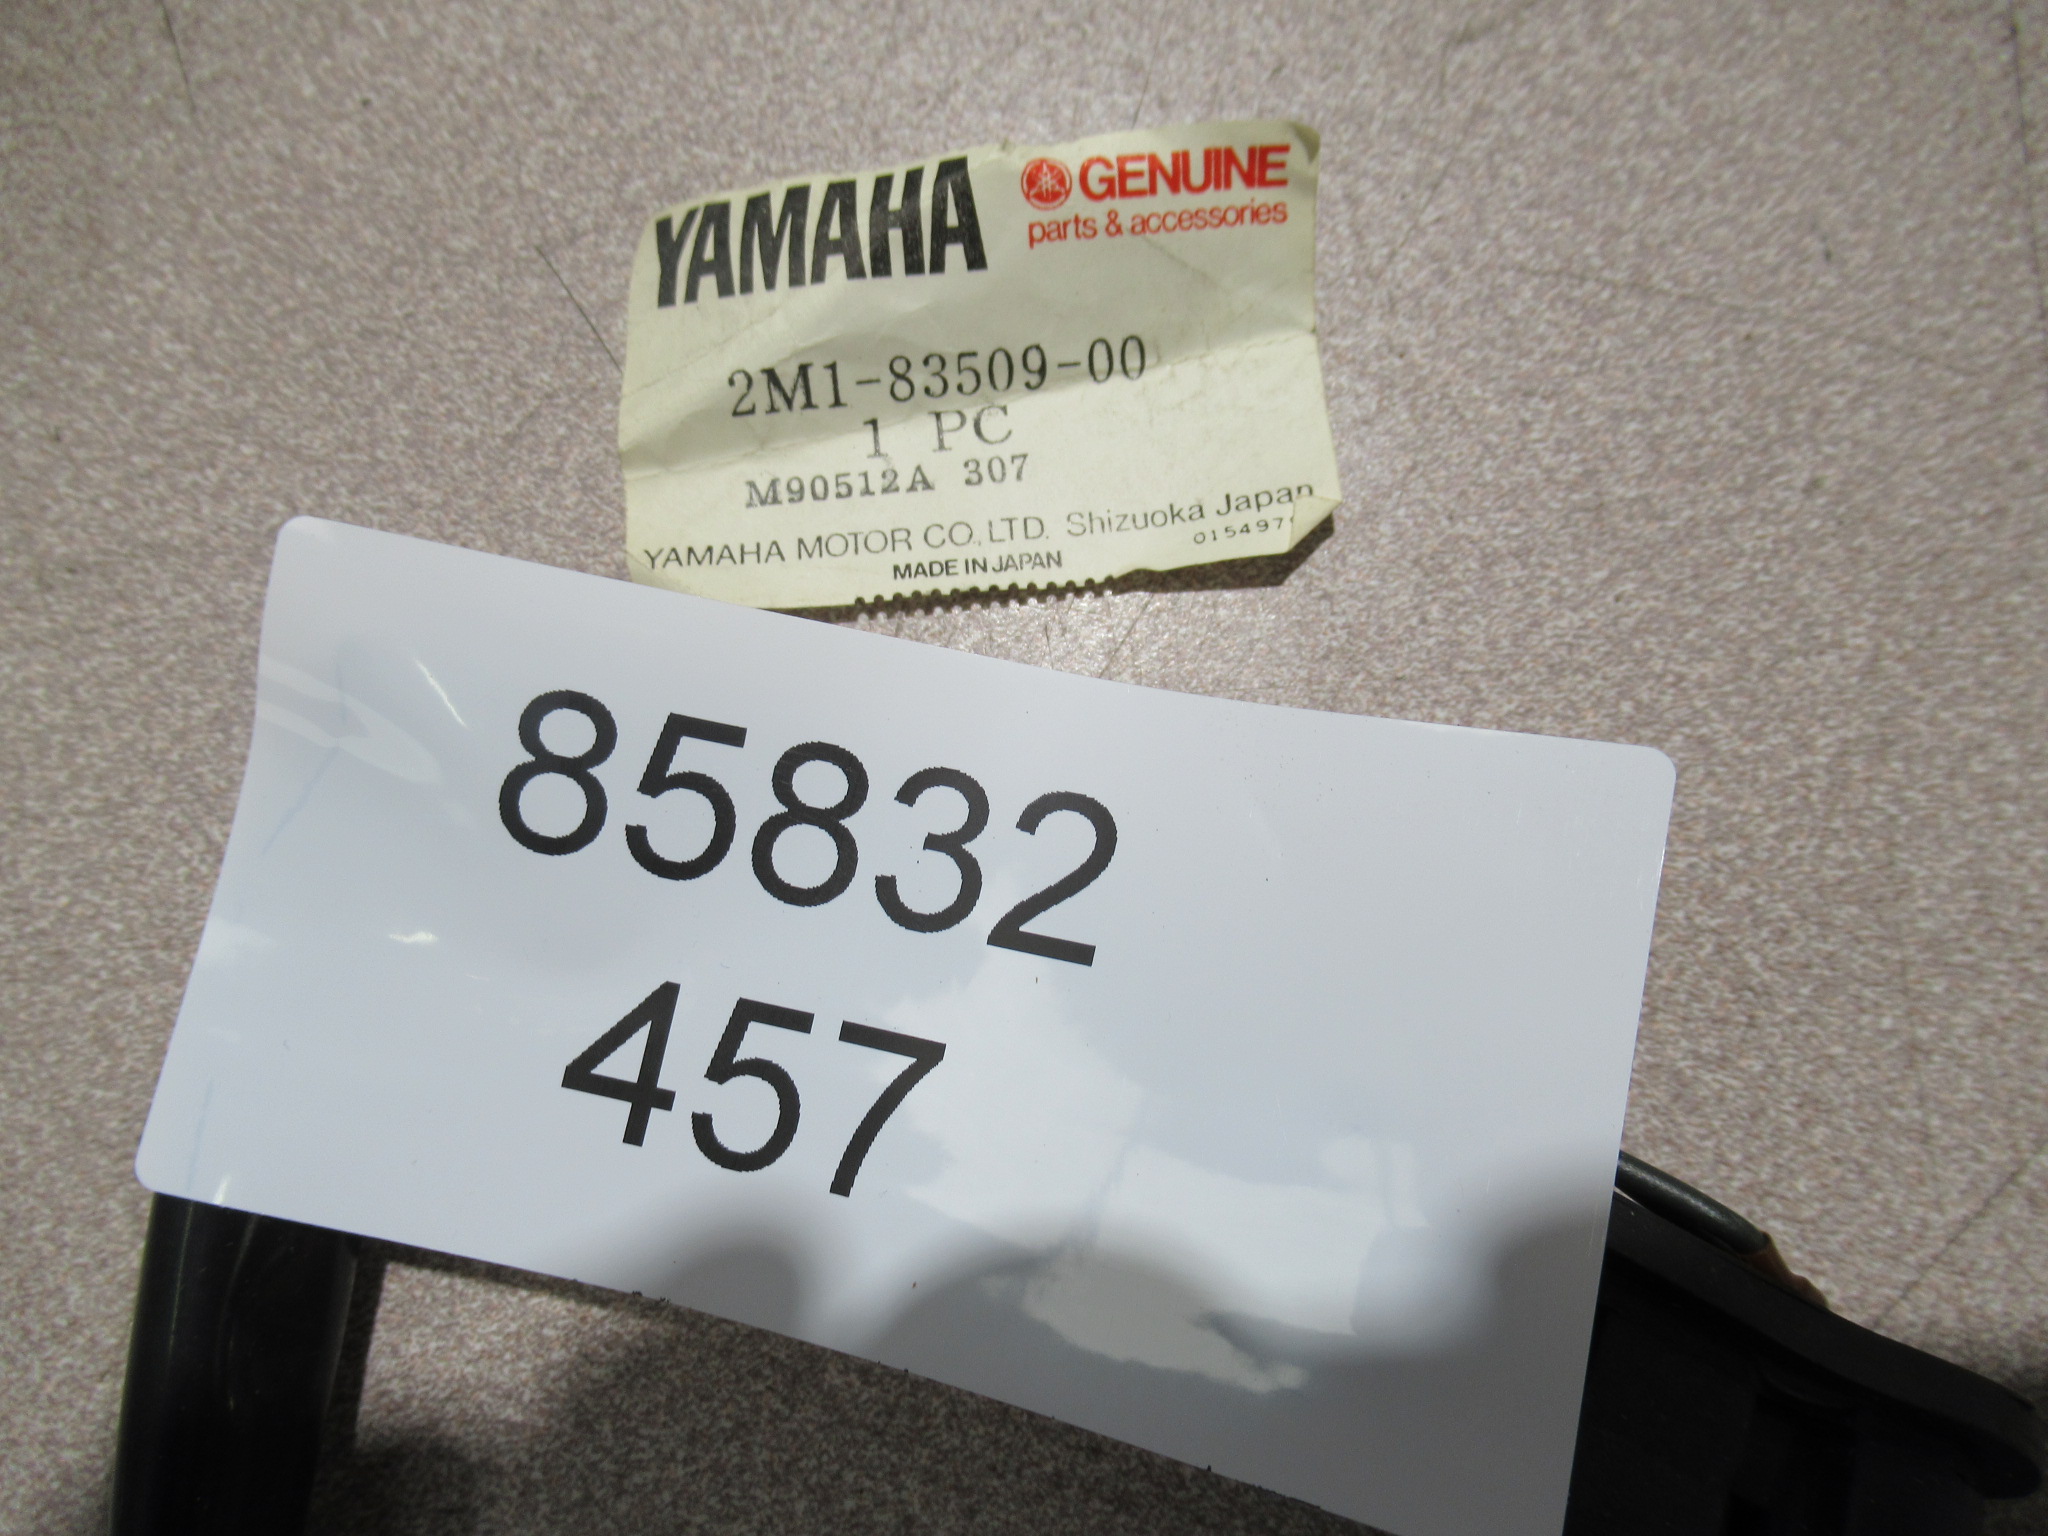 YAMAHA GENUINE
parts & accessories
2M1-83509-00
1 PC
M90512A 307
YAMAHA MOTOR CO.,LTD. Shizuoka Japan
MADE IN JAPAN
85832
457